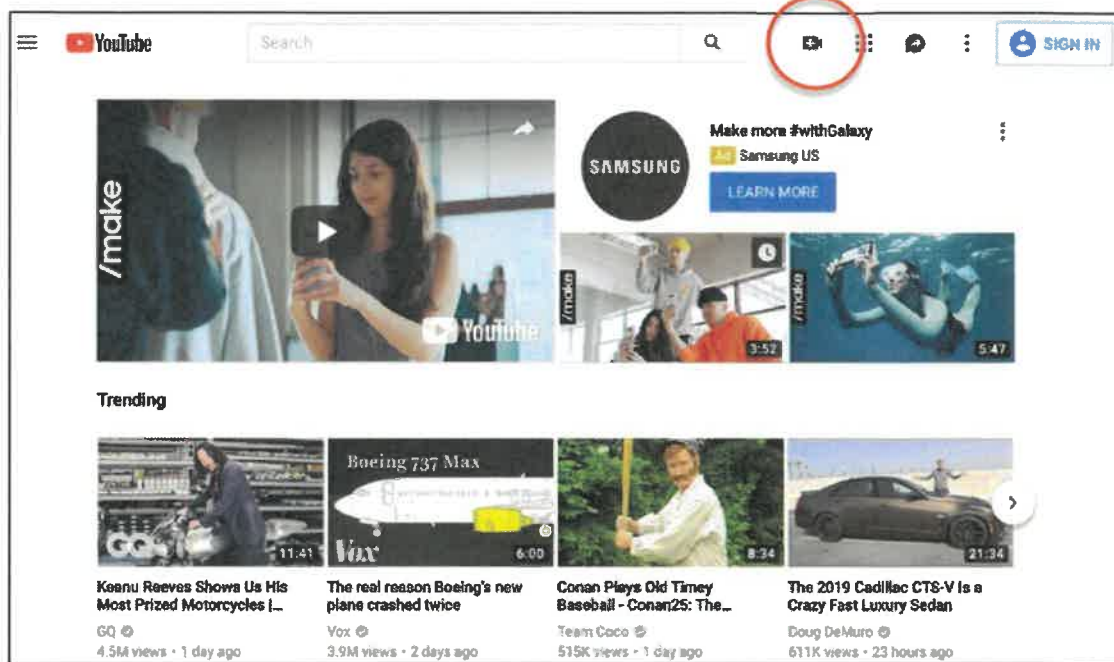 YouTube
Search
SIGN IN
/make
YouTube
SAMSUNG
Make more #withGalaxy
Ad Samsung US
LEARN MORE
/make
3:52
/make
5:47
Trending
GQ
11:41
Boeing 737 Max
Vox
6:00
8:34
21:34
Keanu Reeves Shows Us His
Most Prized Motorcycles |...
GQ
4.5M views • 1 day ago
The real reason Boeing's new
plane crashed twice
Vox
3.9M views • 2 days ago
Conan Plays Old Timey
Baseball - Conan25: The...
Team Coco
515K views • 1 day ago
The 2019 Cadillac CTS-V Is a
Crazy Fast Luxury Sedan
Doug DeMuro
611K views • 23 hours ago